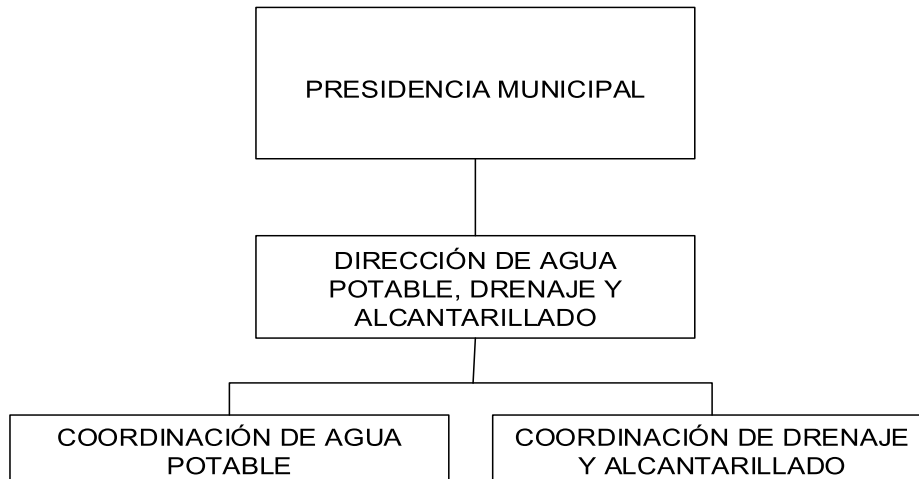 PRESIDENCIA MUNICIPAL
DIRECCIÓN DE AGUA
POTABLE, DRENAJE Y
ALCANTARILLADO
COORDINACIÓN DE AGUA
POTABLE
COORDINACIÓN DE DRENAJE
Y ALCANTARILLADO